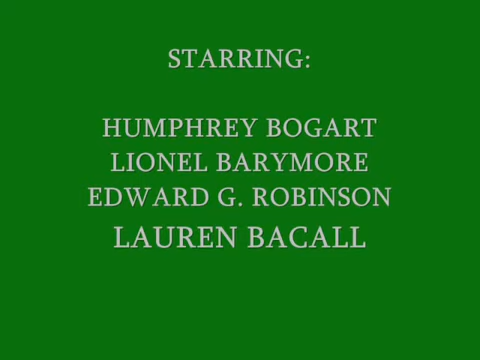 STARRING:
HUMPHREY BOGART
LIONEL BARYMORE
EDWARD G. ROBINSON
LAUREN BACALL